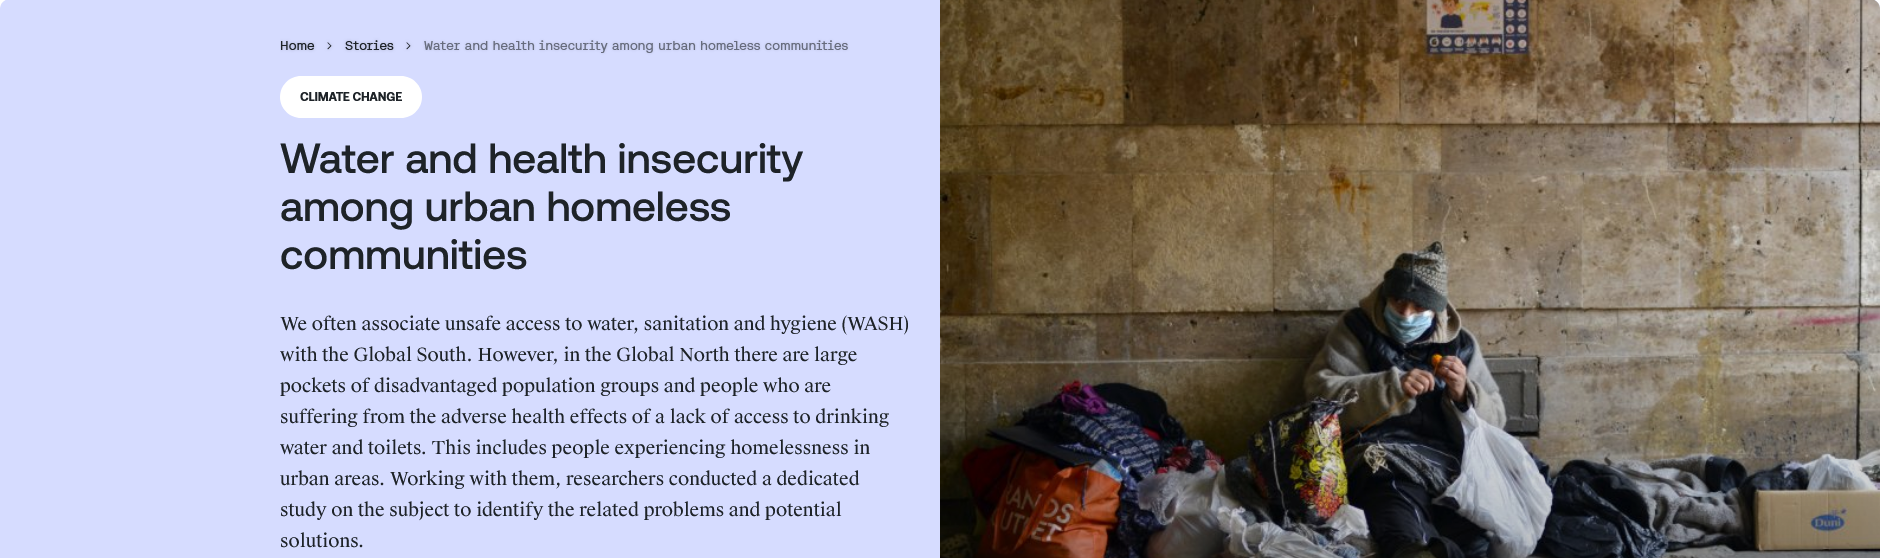 Home > Stories > Water and health insecurity among urban homeless communities
CLIMATE CHANGE
Water and health insecurity
among urban homeless
communities
We often associate unsafe access to water, sanitation and hygiene (WASH)
with the Global South. However, in the Global North there are large
pockets of disadvantaged population groups and people who are
suffering from the adverse health effects of a lack of access to drinking
water and toilets. This includes people experiencing homelessness in
urban areas. Working with them, researchers conducted a dedicated
study on the subject to identify the related problems and potential
solutions.
Duni